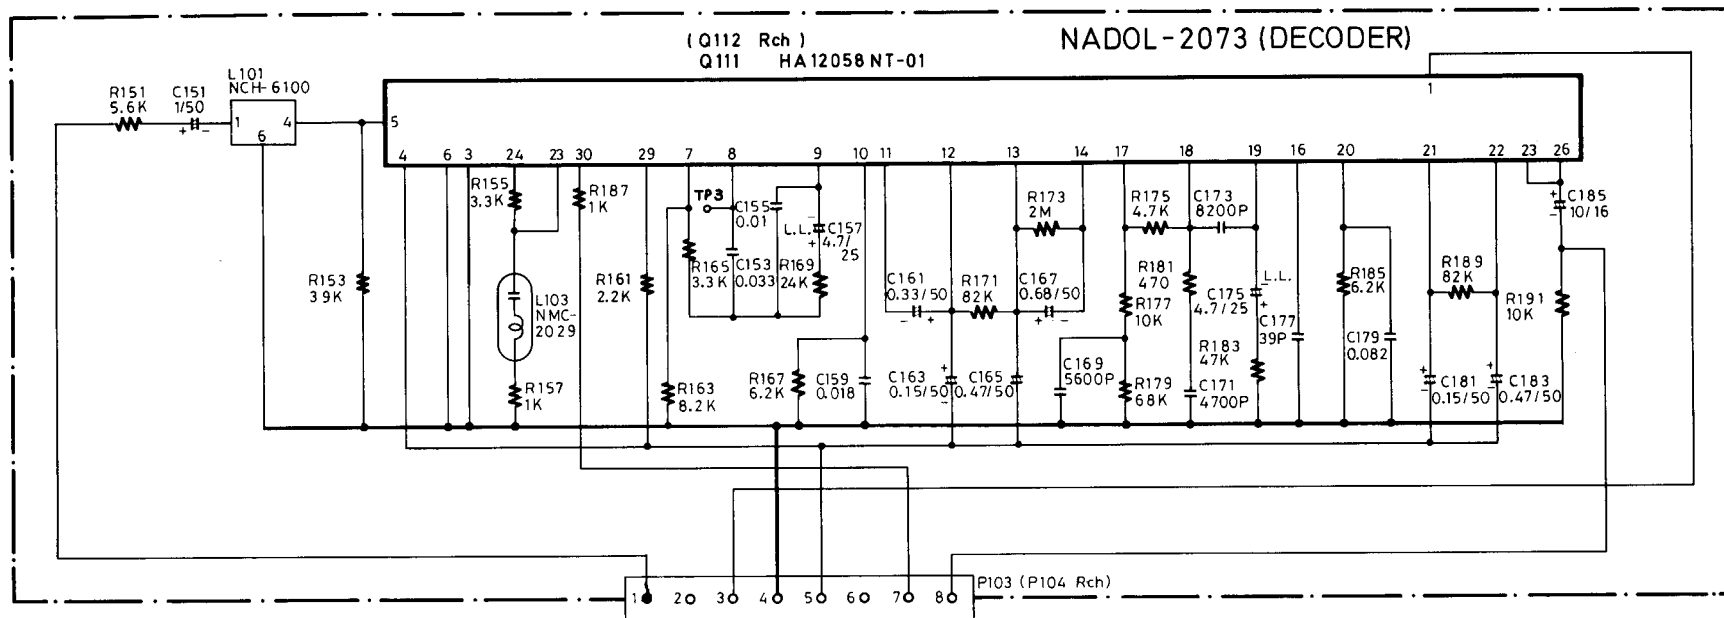 NADOL-2073 (DECODER)
(Q112 Rch)
Q111 HA12058NT-01
L101
NCH-6100
R151
5.6K
C151
1/50
+ -
1 4
6
5
1
4 6 3 24 23 30 29 7 8 9 10 11 12 13 14 17 18 19 16 20 21 22 23 26
R155
3.3K
R187
1K
TP3
C155
0.01
L.L.
-
+
C157
4.7/
25
R173
2M
R175
4.7K
C173
8200P
+
-
C185
10/16
R153
39K
R161
2.2K
R165
3.3K
C153
0.033
R169
24K
L103
NMC-
2029
C161
0.33/50
- +
R171
82K
C167
0.68/50
+ -
R181
470
R177
10K
C175
4.7/25
L.L.
-
+
C177
39P
R185
6.2K
R189
82K
R191
10K
R157
1K
R163
8.2K
R167
6.2K
C159
0.018
C163
0.15/50
+
-
C165
0.47/50
C169
5600P
R179
68K
R183
47K
C171
4700P
C179
0.082
+
-
C181
0.15/50
+
-
C183
0.47/50
P103 (P104 Rch)
1 2 3 4 5 6 7 8